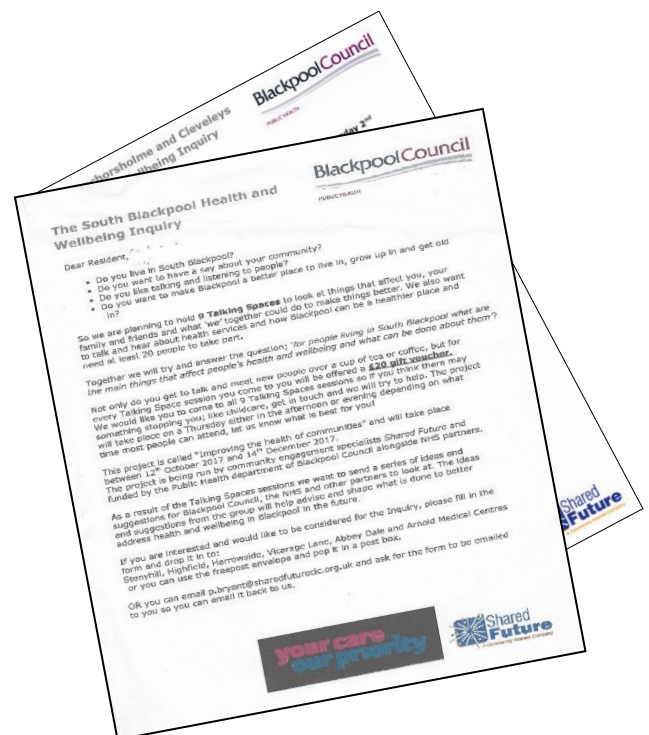 BlackpoolCouncil
PUBLIC HEALTH
horsholme and Cleveleys
lbeing Inquiry
day 2nd
BlackpoolCouncil
PUBLIC HEALTH
The South Blackpool Health and
Wellbeing Inquiry
Dear Resident,
• Do you live in South Blackpool?
• Do you want to have a say about your community?
• Do you like talking and listening to people?
• Do you want to make Blackpool a better place to live in, grow up in and get old
in?
So we are planning to hold 9 Talking Spaces to look at things that affect you, your
family and friends and what 'we' together could do to make things better. We also want
to talk and hear about health services and how Blackpool can be a healthier place and
need at least 20 people to take part.
Together we will try and answer the question; 'for people living in South Blackpool what are
the main things that affect people's health and wellbeing and what can be done about them'?
Not only do you get to talk and meet new people over a cup of tea or coffee, but for
every Talking Space session you come to you will be offered a £20 gift voucher.
We would like you to come to all 9 Talking Spaces sessions so if you think there may
something stopping you; like childcare, get in touch and we will try to help. The project
will take place on a Thursday either in the afternoon or evening depending on what
time most people can attend, let us know what is best for you!
This project is called "Improving the health of communities" and will take place
between 12th October 2017 and 14th December 2017.
The project is being run by community engagement specialists Shared Future and
funded by the Public Health department of Blackpool Council alongside NHS partners.
As a result of the Talking Spaces sessions we want to send a series of ideas and
suggestions for Blackpool Council, the NHS and other partners to look at. The ideas
and suggestions from the group will help advise and shape what is done to better
address health and wellbeing in Blackpool in the future.
If you are interested and would like to be considered for the Inquiry, please fill in the
form and drop it in to:
Stonyhill, Highfield, Harrowside, Vicarage Lane, Abbey Dale and Arnold Medical Centres
or you can use the freepost envelope and pop it in a post box.
OR you can email p.bryant@sharedfuturecic.org.uk and ask for the form to be emailed
to you so you can email it back to us.
your care
our priority
Shared
Future
A Community Interest Company
Shared
Future